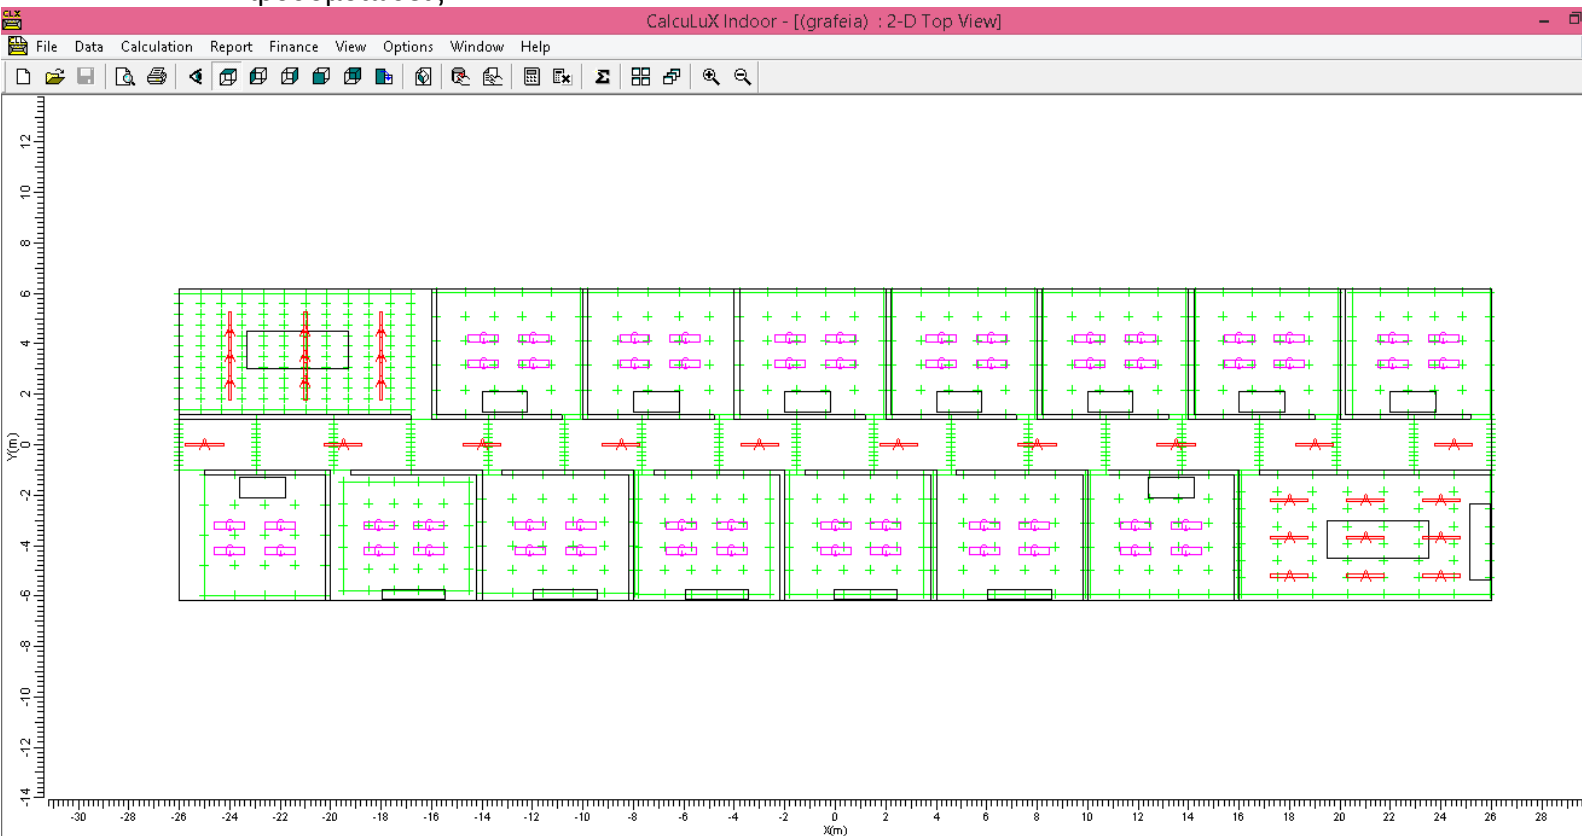 CLX
CalcuLuX Indoor - [(grafeia) : 2-D Top View]
File Data Calculation Report Finance View Options Window Help
12
10
8
6
4
2
0
-2
-4
-6
-8
-10
-12
-14
Y(m)
A A A A A A A A A A
-30 -28 -26 -24 -22 -20 -18 -16 -14 -12 -10 -8 -6 -4 -2 0 2 4 6 8 10 12 14 16 18 20 22 24 26 28
X(m)